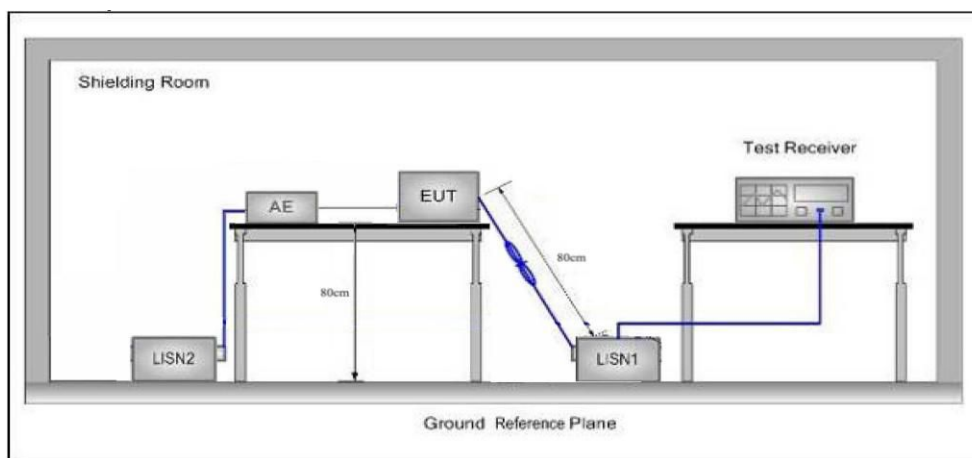 Shielding Room
Test Receiver
AE
EUT
80cm
80cm
LISN2
LISN1
Ground Reference Plane